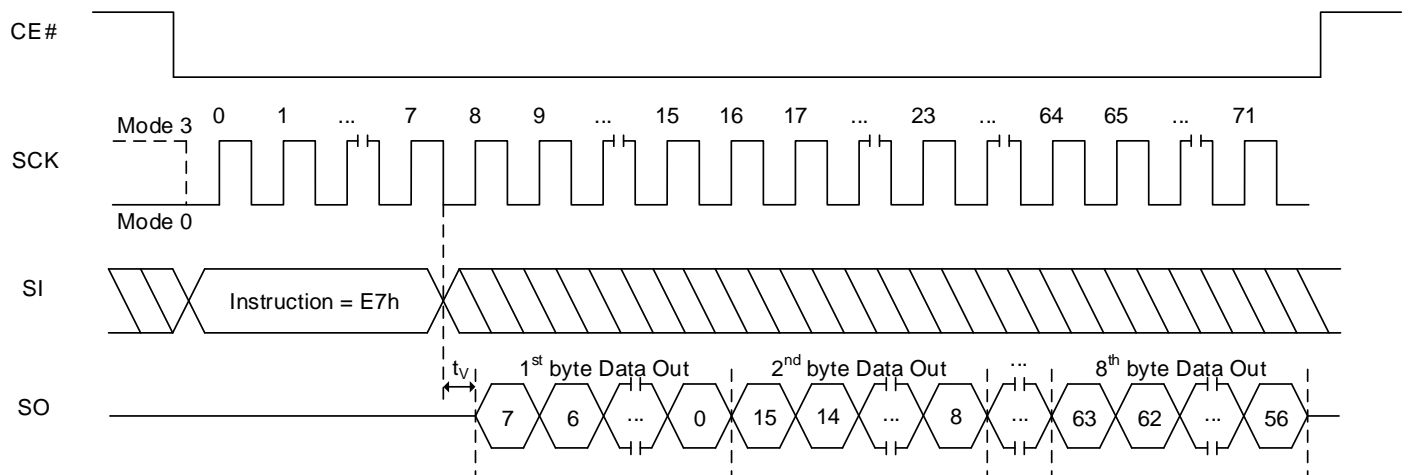 CE#
0 1 ... 7 8 9 ... 15 16 17 ... 23 ... 64 65 ... 71
Mode 3
SCK
Mode 0
SI
Instruction = E7h
tV 1st byte Data Out 2nd byte Data Out ... 8th byte Data Out
SO
7 6 ... 0 15 14 ... 8 ... 63 62 ... 56